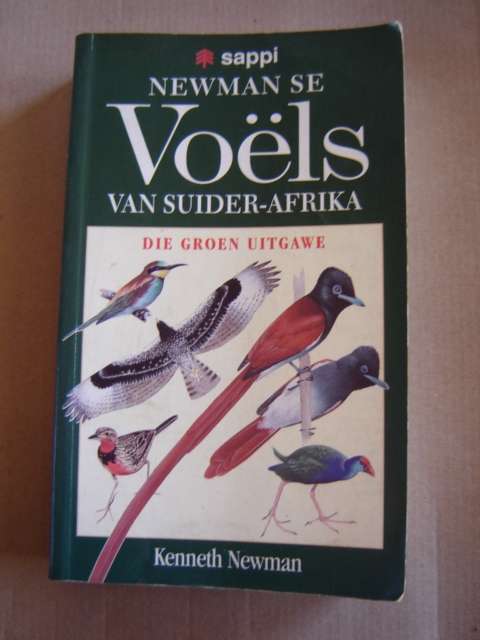 sappi
NEWMAN SE
Voëls
VAN SUIDER-AFRIKA
DIE GROEN UITGAWE
Kenneth Newman